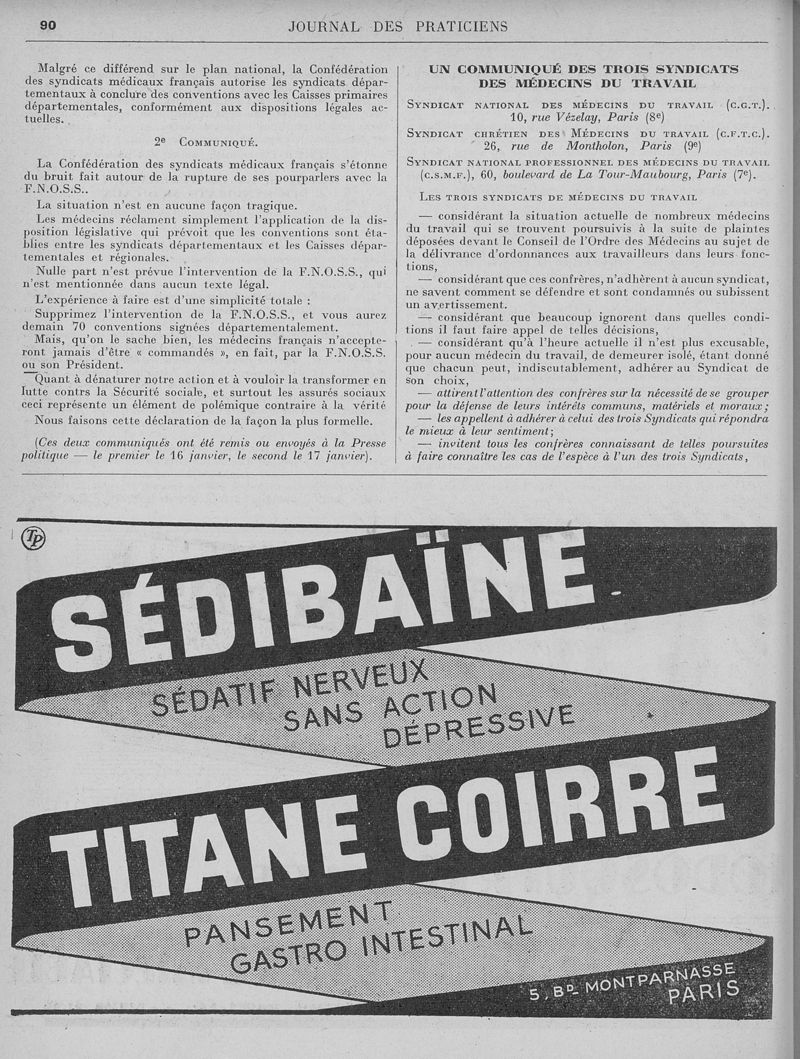 90
JOURNAL DES PRATICIENS
Malgré ce différend sur le plan national, la Confédération
des syndicats médicaux français autorise les syndicats dépar-
tementaux à conclure des conventions avec les Caisses primaires
départementales, conformément aux dispositions légales ac-
tuelles.
2e COMMUNIQUÉ.
La Confédération des syndicats médicaux français s'étonne
du bruit fait autour de la rupture de ses pourparlers avec la
F.N.O.S.S..
La situation n'est en aucune façon tragique.
Les médecins réclament simplement l'application de la dis-
position législative qui prévoit que les conventions sont éta-
blies entre les syndicats départementaux et les Caisses dépar-
tementales et régionales.
Nulle part n'est prévue l'intervention de la F.N.O.S.S., qui
n'est mentionnée dans aucun texte légal.
L'expérience à faire est d'une simplicité totale :
Supprimez l'intervention de la F.N.O.S.S., et vous aurez
demain 70 conventions signées départementalement.
Mais, qu'on le sache bien, les médecins français n'accepte-
ront jamais d'être « commandés », en fait, par la F.N.O.S.S.
ou son Président.
Quant à dénaturer notre action et à vouloir la transformer en
lutte contrs la Sécurité sociale, et surtout les assurés sociaux
ceci représente un élément de polémique contraire à la vérité
Nous faisons cette déclaration de la façon la plus formelle.
(Ces deux communiqués ont été remis ou envoyés à la Presse
politique — le premier le 16 janvier, le second le 17 janvier).
UN COMMUNIQUÉ DES TROIS SYNDICATS
DES MÉDECINS DU TRAVAIL
SYNDICAT NATIONAL DES MÉDECINS DU TRAVAIL (C.G.T.).
10, rue Vézelay, Paris (8e)
SYNDICAT CHRÉTIEN DES MÉDECINS DU TRAVAIL (C.F.T.C.).
26, rue de Montholon, Paris (9e)
SYNDICAT NATIONAL PROFESSIONNEL DES MÉDECINS DU TRAVAIL
(C.S.M.F.), 60, boulevard de La Tour-Maubourg, Paris (7e).
LES TROIS SYNDICATS DE MÉDECINS DU TRAVAIL
— considérant la situation actuelle de nombreux médecins
du travail qui se trouvent poursuivis à la suite de plaintes
déposées devant le Conseil de l'Ordre des Médecins au sujet de
la délivrance d'ordonnances aux travailleurs dans leurs fonc-
tions,
— considérant que ces confrères, n'adhèrent à aucun syndicat,
ne savent comment se défendre et sont condamnés ou subissent
un avertissement.
— considérant que beaucoup ignorent dans quelles condi-
tions il faut faire appel de telles décisions,
— considérant qu'à l'heure actuelle il n'est plus excusable,
pour aucun médecin du travail, de demeurer isolé, étant donné
que chacun peut, indiscutablement, adhérer au Syndicat de
son choix,
— attirent l'attention des confrères sur la nécessité de se grouper
pour la défense de leurs intérêts communs, matériels et moraux ;
— les appellent à adhérer à celui des trois Syndicats qui répondra
le mieux à leur sentiment ;
— invitent tous les confrères connaissant de telles poursuites
à faire connaître les cas de l'espèce à l'un des trois Syndicats,
TP
SÉDIBAÏNE
SÉDATIF NERVEUX
SANS ACTION
DÉPRESSIVE
TITANE COIRRE
PANSEMENT
GASTRO INTESTINAL
5, BD- MONTPARNASSE
PARIS